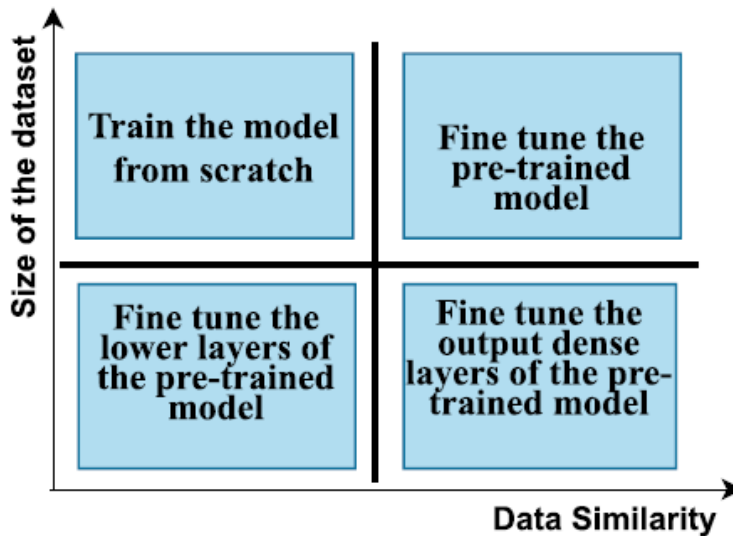 Size of the dataset
Train the model
from scratch
Fine tune the
pre-trained
model
Fine tune the
lower layers of
the pre-trained
model
Fine tune the
output dense
layers of the pre-
trained model
Data Similarity